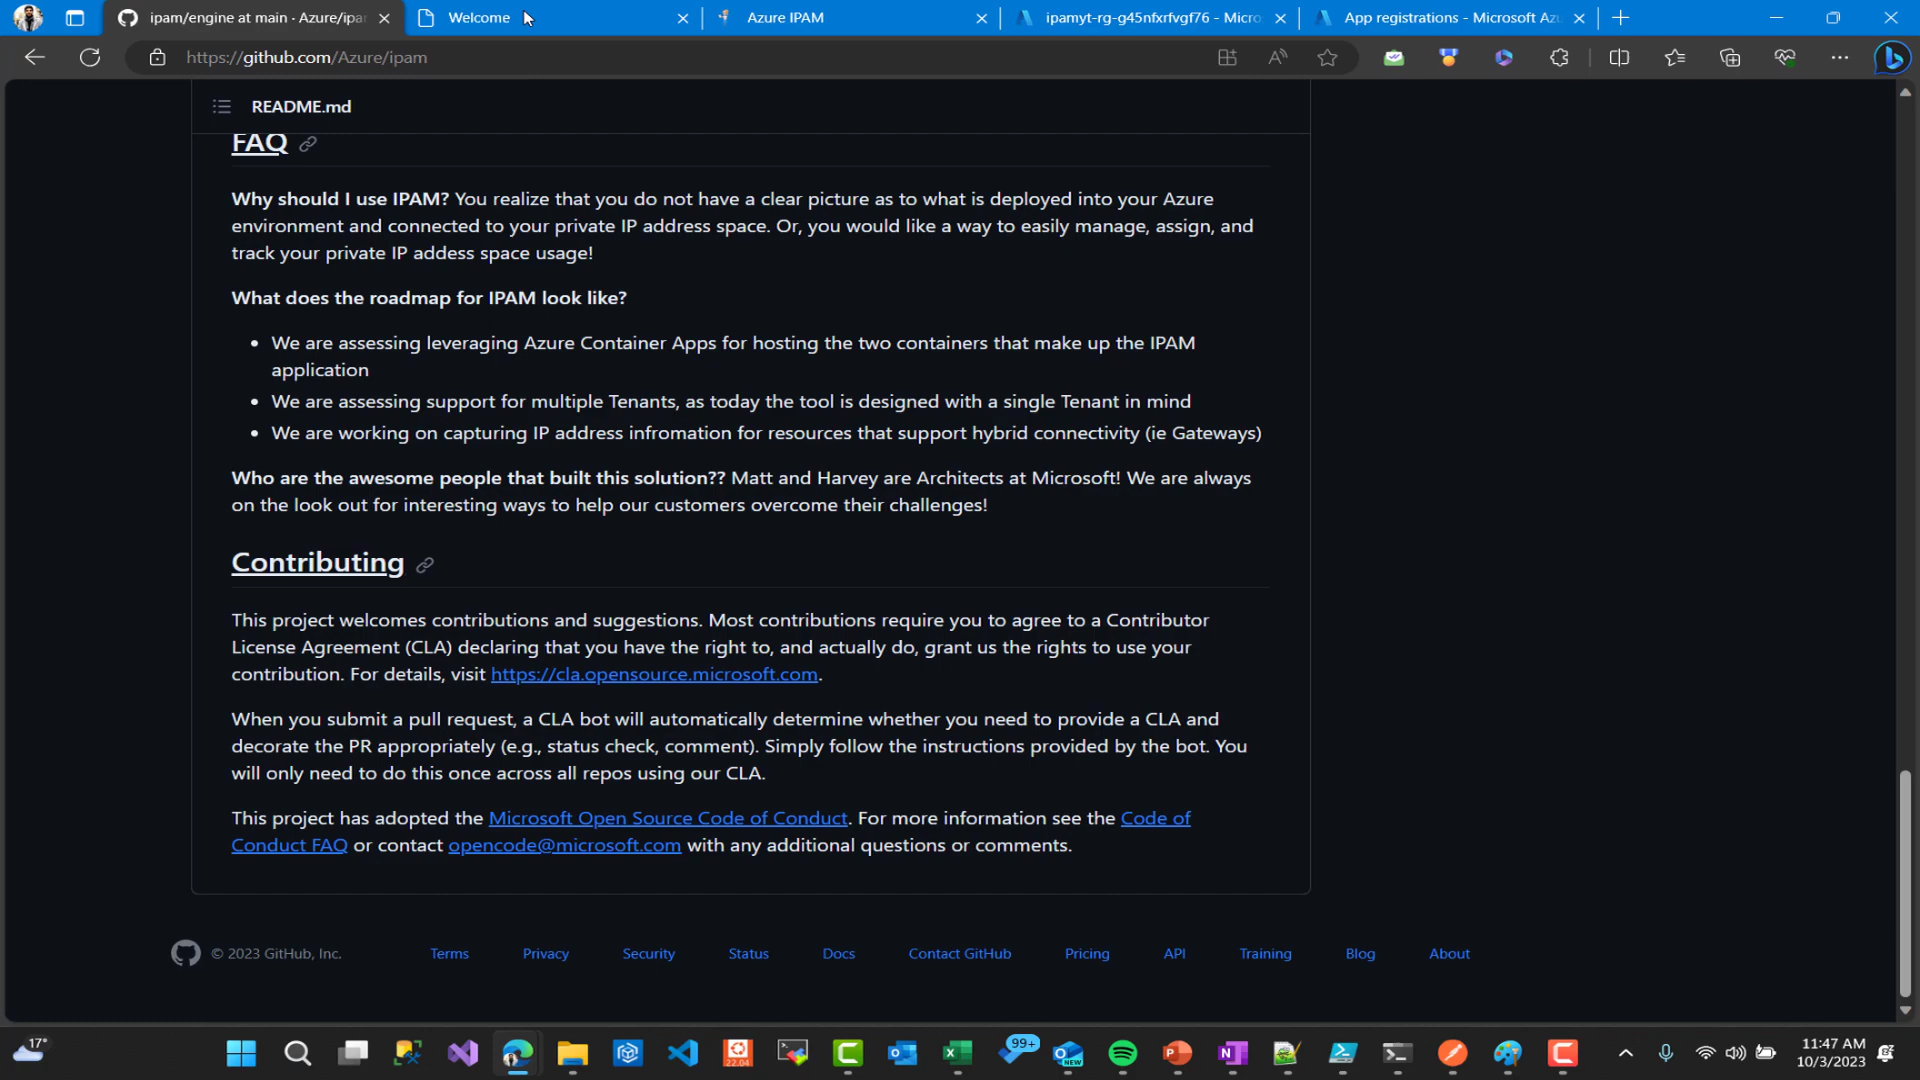 ipam/engine at main · Azure/ipar
Welcome
Azure IPAM
ipamyt-rg-g45nfxrfvgf76 - Micro
App registrations - Microsoft Azu
https://github.com/Azure/ipam
README.md
FAQ
Why should I use IPAM? You realize that you do not have a clear picture as to what is deployed into your Azure
environment and connected to your private IP address space. Or, you would like a way to easily manage, assign, and
track your private IP addess space usage!
What does the roadmap for IPAM look like?
• We are assessing leveraging Azure Container Apps for hosting the two containers that make up the IPAM
application
• We are assessing support for multiple Tenants, as today the tool is designed with a single Tenant in mind
• We are working on capturing IP address infromation for resources that support hybrid connectivity (ie Gateways)
Who are the awesome people that built this solution?? Matt and Harvey are Architects at Microsoft! We are always
on the look out for interesting ways to help our customers overcome their challenges!
Contributing
This project welcomes contributions and suggestions. Most contributions require you to agree to a Contributor
License Agreement (CLA) declaring that you have the right to, and actually do, grant us the rights to use your
contribution. For details, visit https://cla.opensource.microsoft.com.
When you submit a pull request, a CLA bot will automatically determine whether you need to provide a CLA and
decorate the PR appropriately (e.g., status check, comment). Simply follow the instructions provided by the bot. You
will only need to do this once across all repos using our CLA.
This project has adopted the Microsoft Open Source Code of Conduct. For more information see the Code of
Conduct FAQ or contact opencode@microsoft.com with any additional questions or comments.
© 2023 GitHub, Inc.
Terms
Privacy
Security
Status
Docs
Contact GitHub
Pricing
API
Training
Blog
About
17°
22.04
99+
NEW
11:47 AM
10/3/2023